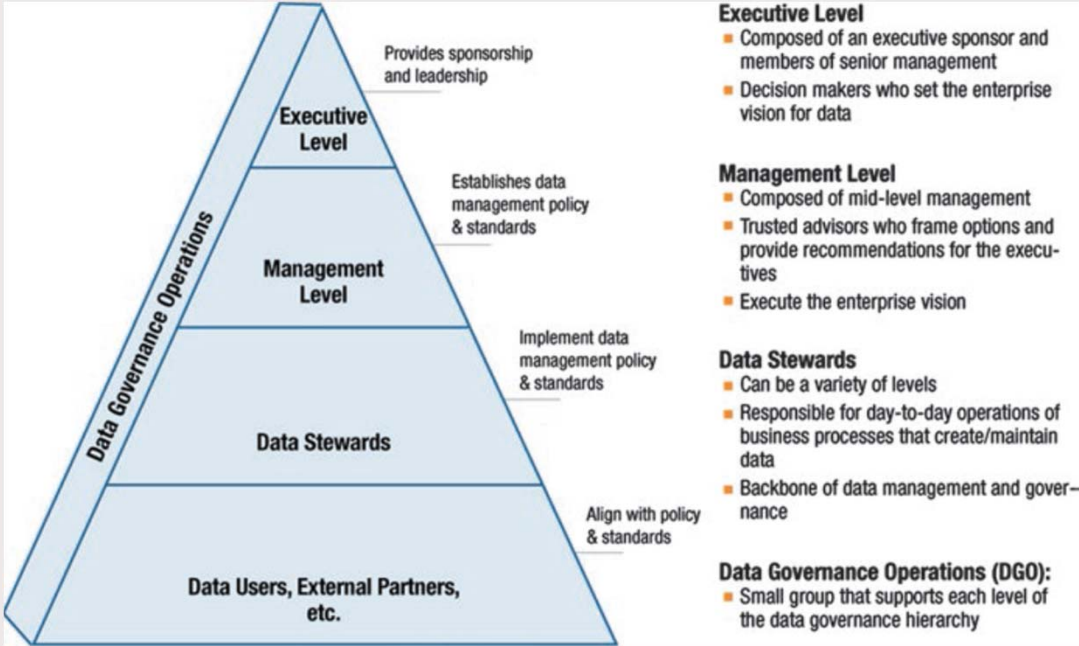 Provides sponsorship
and leadership
Executive
Level
Establishes data
management policy
& standards
Management
Level
Implement data
management policy
& standards
Data Stewards
Align with policy
& standards
Data Users, External Partners,
etc.
Data Governance Operations
Executive Level
Composed of an executive sponsor and
members of senior management
Decision makers who set the enterprise
vision for data
Management Level
Composed of mid-level management
Trusted advisors who frame options and
provide recommendations for the execu-
tives
Execute the enterprise vision
Data Stewards
Can be a variety of levels
Responsible for day-to-day operations of
business processes that create/maintain
data
Backbone of data management and gover-
nance
Data Governance Operations (DGO):
Small group that supports each level of
the data governance hierarchy